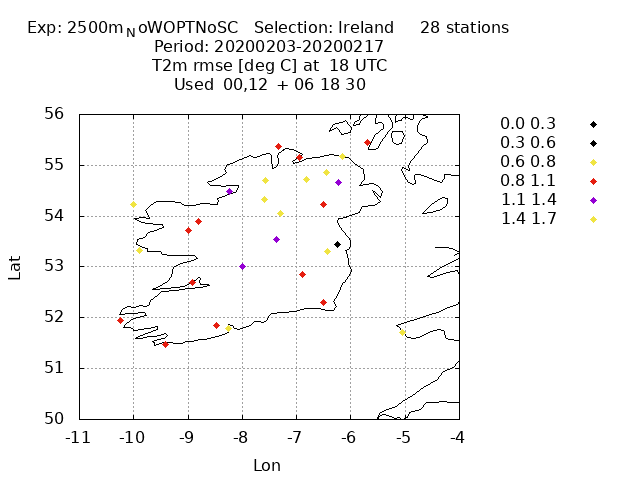 Exp: 2500m_NoWOPTNoSC Selection: Ireland 28 stations
Period: 20200203-20200217
T2m rmse [deg C] at 18 UTC
Used 00,12 + 06 18 30
56
55
54
53
52
51
50
-11 -10 -9 -8 -7 -6 -5 -4
Lat
Lon
0.0 0.3
0.3 0.6
0.6 0.8
0.8 1.1
1.1 1.4
1.4 1.7